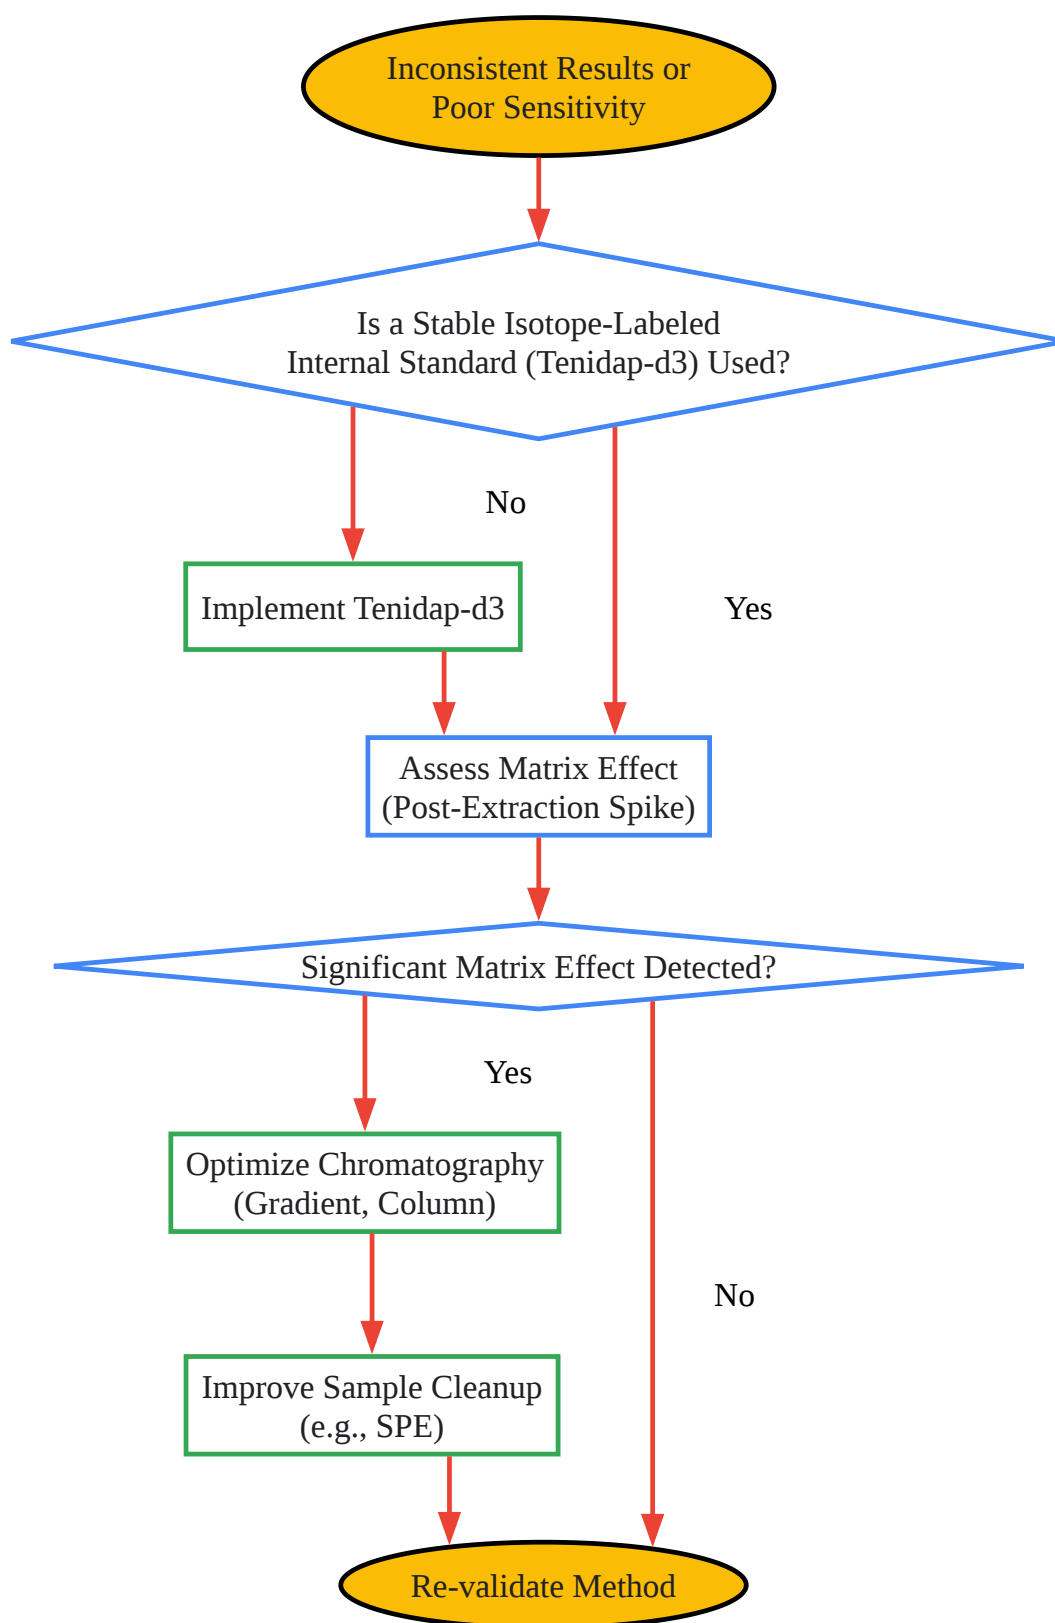 Inconsistent Results or
Poor Sensitivity
Is a Stable Isotope-Labeled
Internal Standard (Tenidap-d3) Used?
No
Implement Tenidap-d3
Yes
Assess Matrix Effect
(Post-Extraction Spike)
Significant Matrix Effect Detected?
Yes
Optimize Chromatography
(Gradient, Column)
No
Improve Sample Cleanup
(e.g., SPE)
Re-validate Method